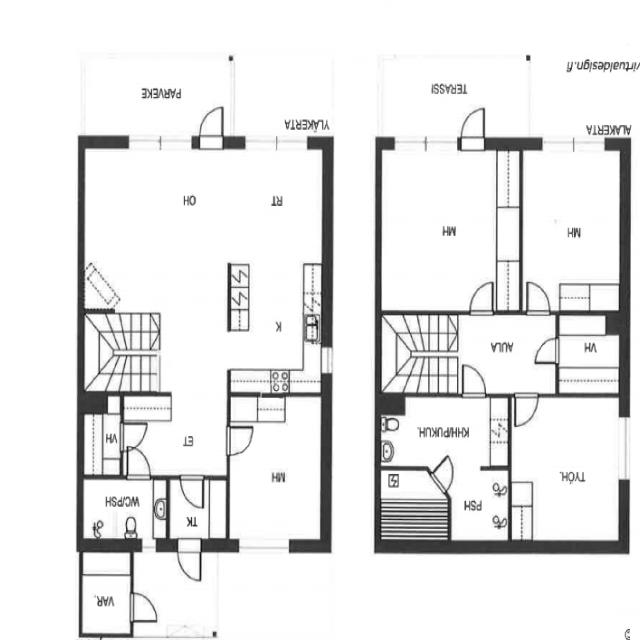 TYÖH.
PSH
KHH/PUKUH.
VH
AULA
MH
MH
ALAKERTA
TERASSI
virtualdesign.fi
VAR.
TK
WC/PSH
MH
ET
VH
K
RT
OH
YLÄKERTA
PARVEKE